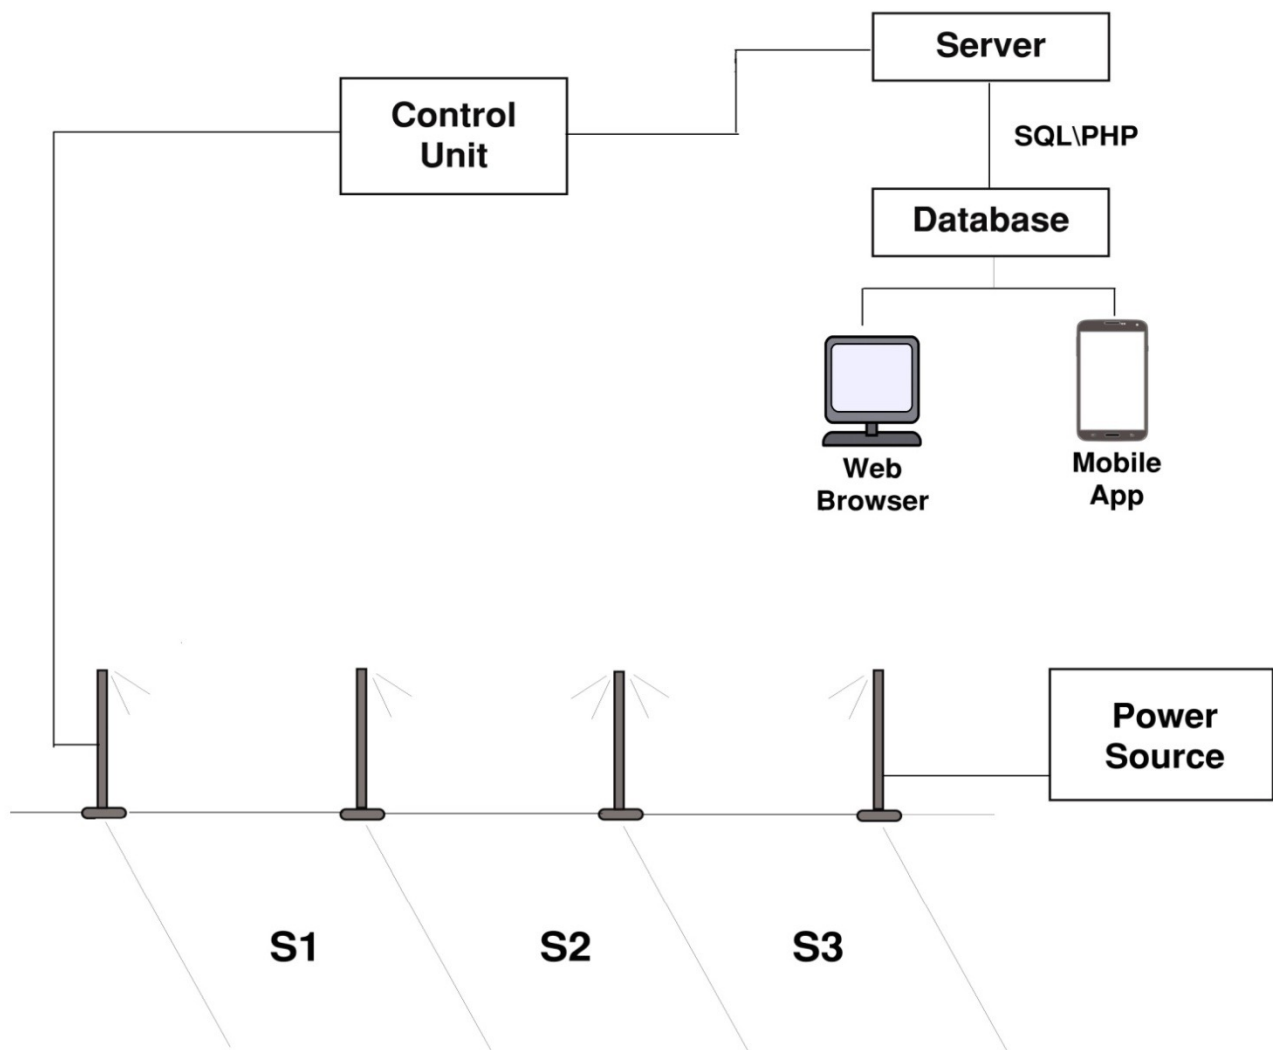 Server
Control
Unit
SQL\PHP
Database
Web
Browser
Mobile
App
Power
Source
S1
S2
S3